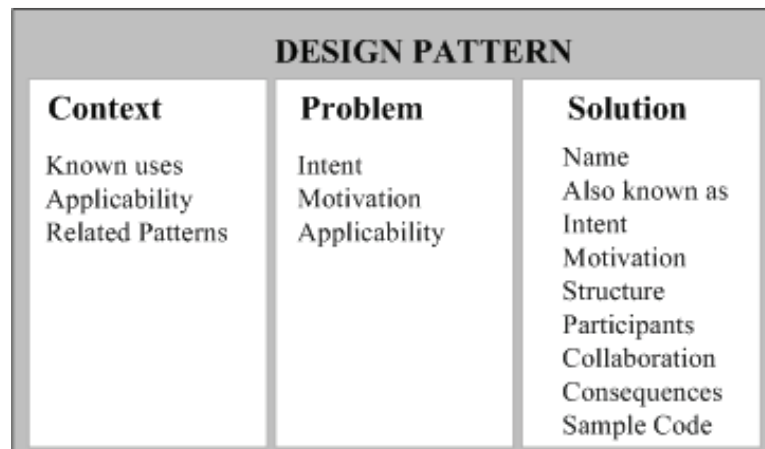 DESIGN PATTERN
Context
Known uses
Applicability
Related Patterns
Problem
Intent
Motivation
Applicability
Solution
Name
Also known as
Intent
Motivation
Structure
Participants
Collaboration
Consequences
Sample Code